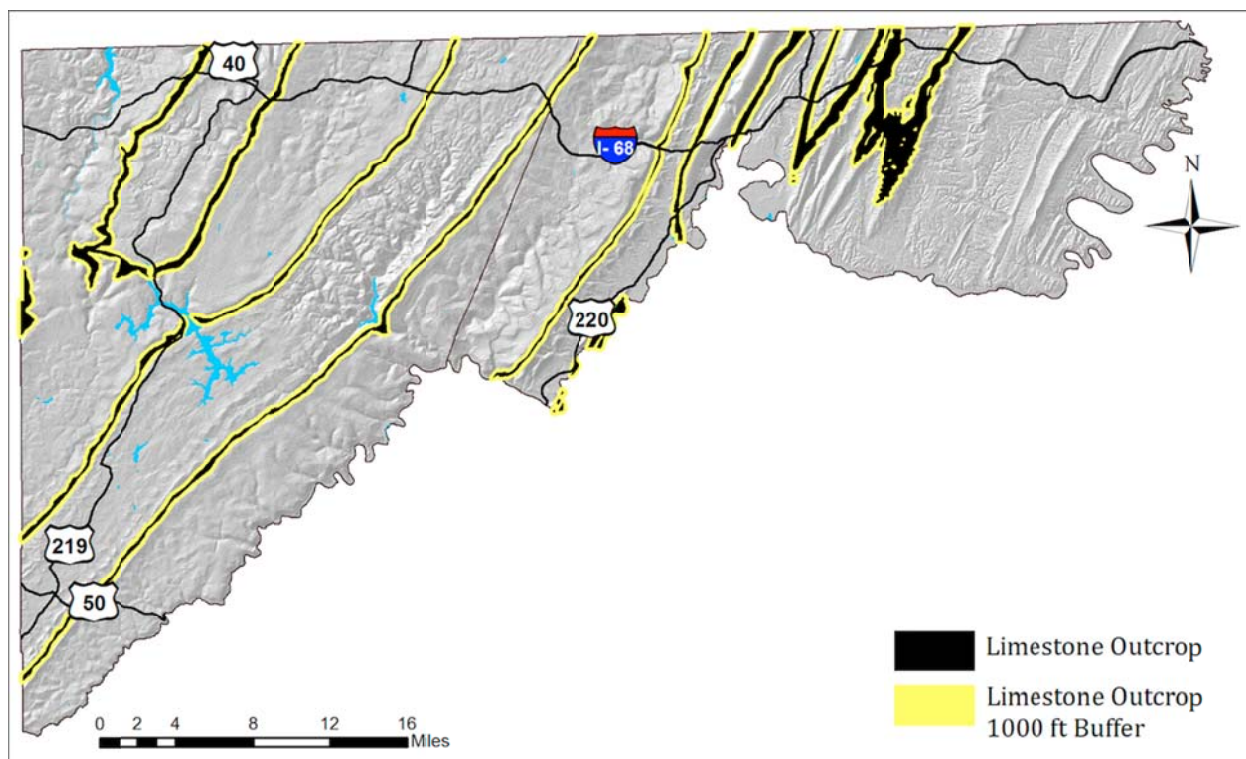 40
I- 68
N
220
219
50
Limestone Outcrop
Limestone Outcrop
1000 ft Buffer
0 2 4 8 12 16
Miles